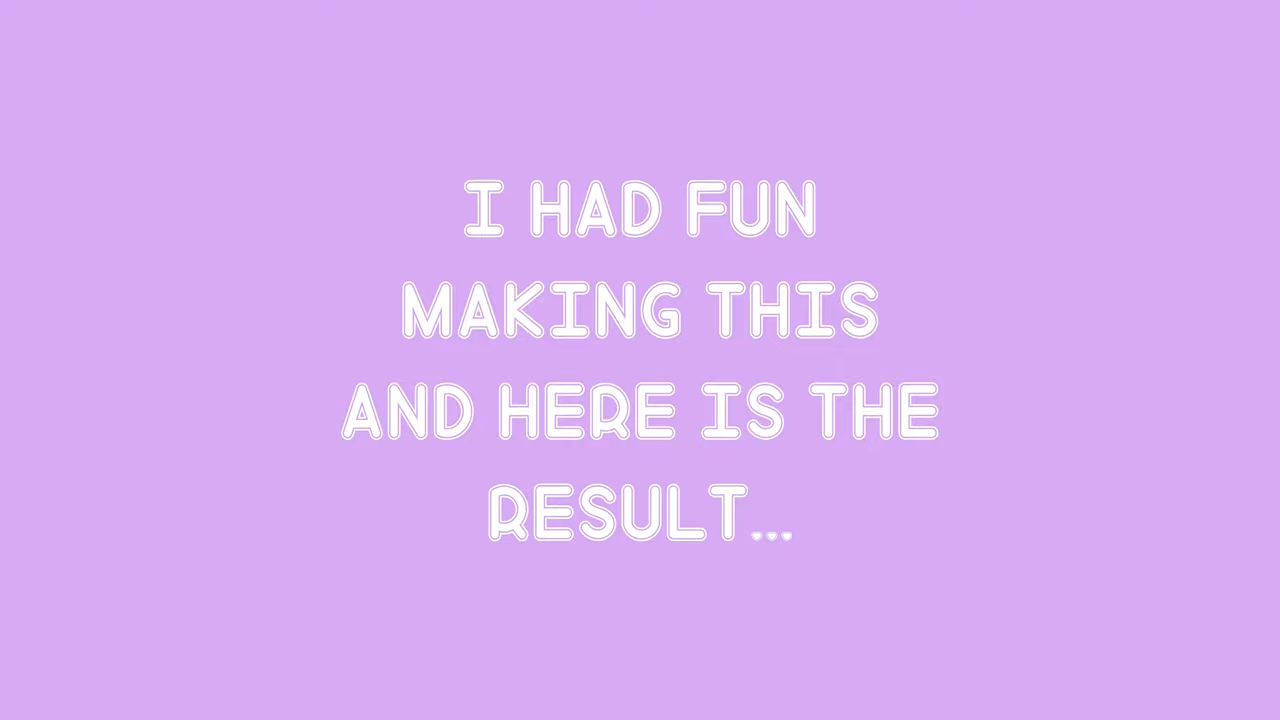 I HAD FUN
MAKING THIS
AND HERE IS THE
RESULT...